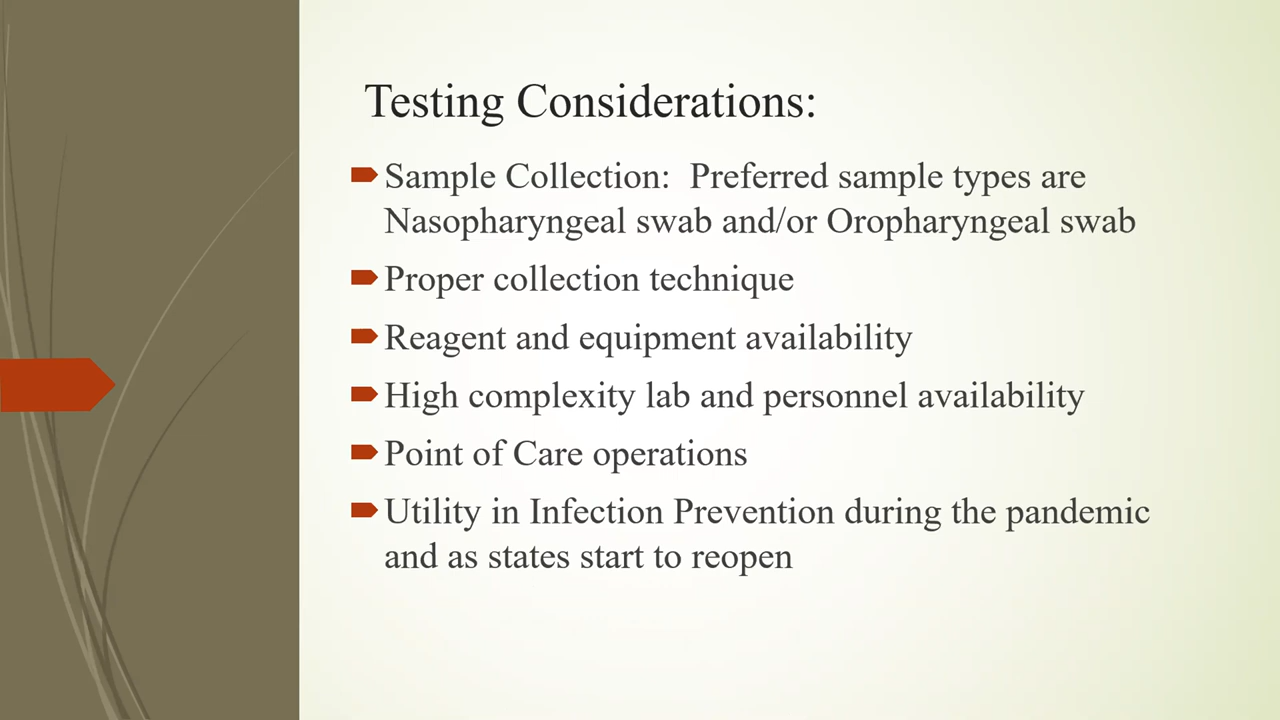 Testing Considerations:
Sample Collection:  Preferred sample types are
Nasopharyngeal swab and/or Oropharyngeal swab
Proper collection technique
Reagent and equipment availability
High complexity lab and personnel availability
Point of Care operations
Utility in Infection Prevention during the pandemic
and as states start to reopen